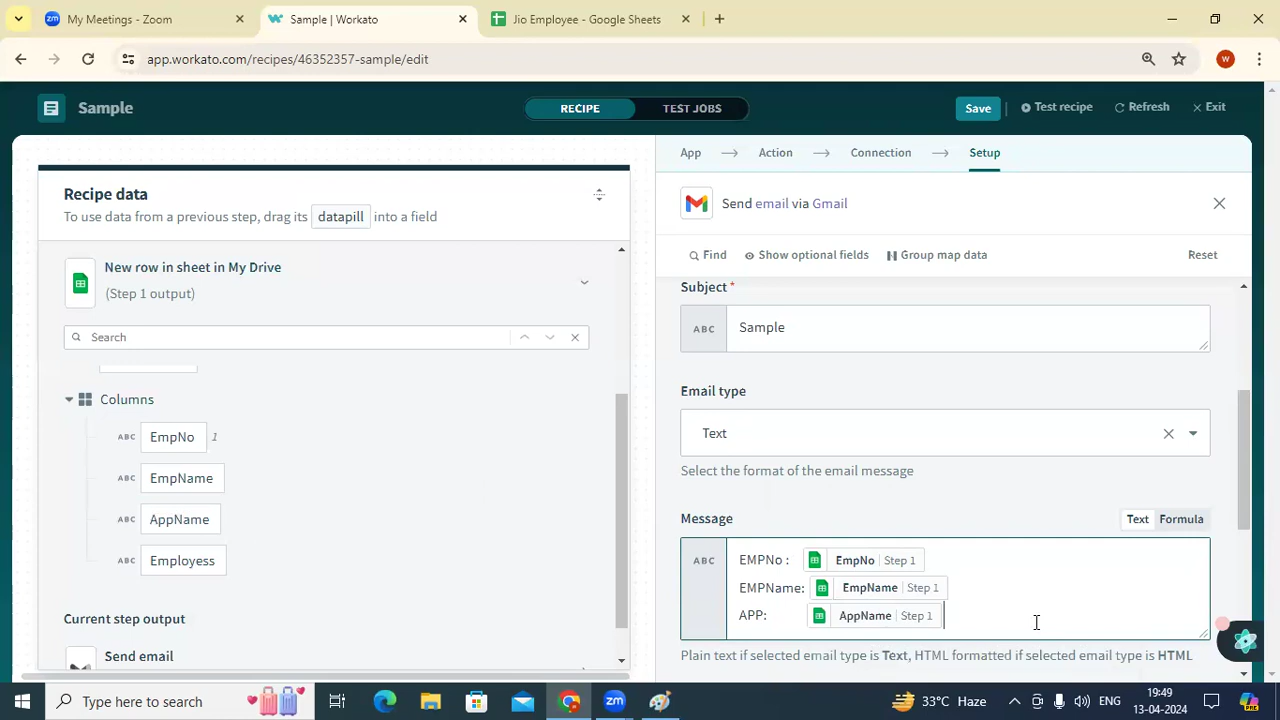 My Meetings - Zoom
Sample | Workato
Jio Employee - Google Sheets
app.workato.com/recipes/46352357-sample/edit
W
Sample
RECIPE
TEST JOBS
Save
Test recipe
Refresh
Exit
Recipe data
To use data from a previous step, drag its datapill into a field
New row in sheet in My Drive
(Step 1 output)
Search
Columns
ABC EmpNo 1
ABC EmpName
ABC AppName
ABC Employess
Current step output
Send email
App
Action
Connection
Setup
Send email via Gmail
Find
Show optional fields
Group map data
Reset
Subject *
ABC Sample
Email type
Text
Select the format of the email message
Message
Text
Formula
ABC EMPNo : EmpNo | Step 1
EMPName: EmpName | Step 1
APP: AppName | Step 1
Plain text if selected email type is Text, HTML formatted if selected email type is HTML
Type here to search
zm
33°C Haze
ENG
19:49
13-04-2024